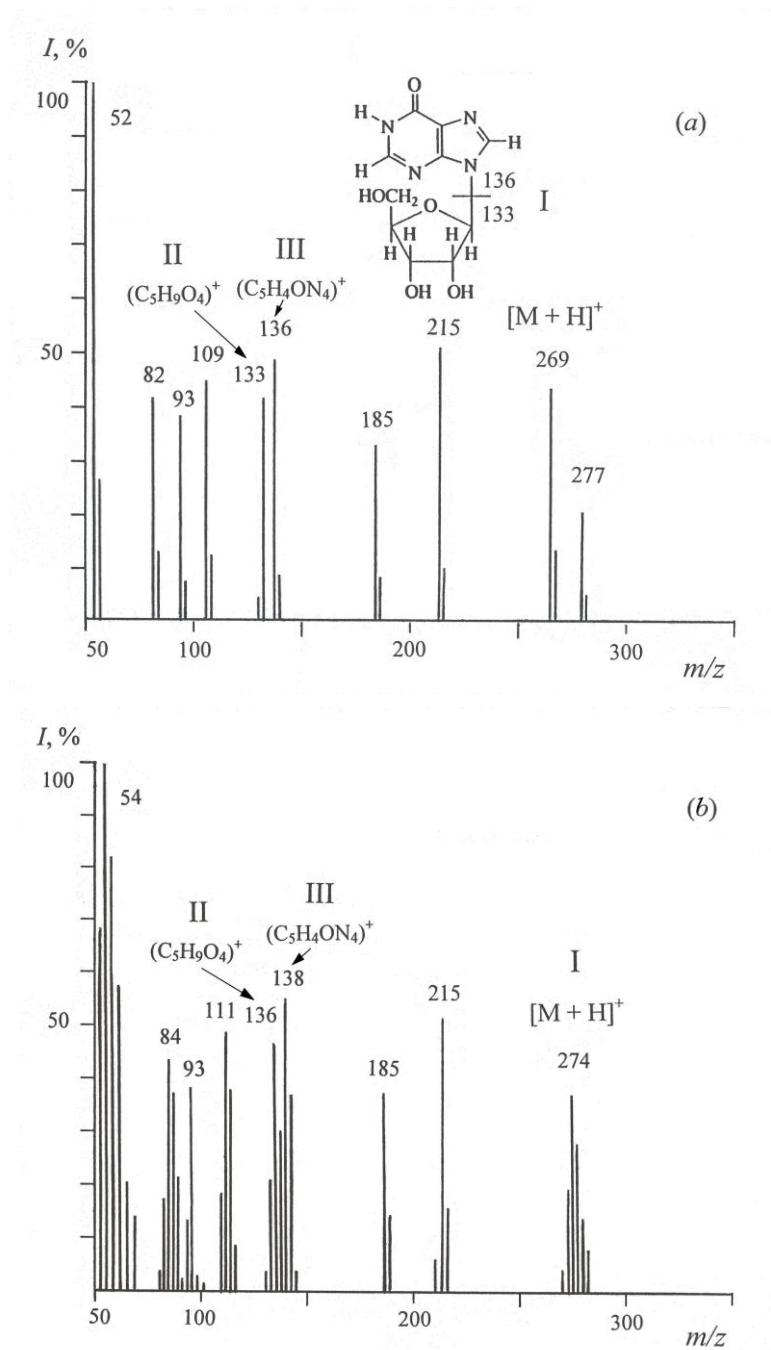 I, %
100
52
(a)
O
H
N
N
H
H
N
N
136
HOCH₂
O
133
I
H
H
H
H
OH
OH
II
III
(C₅H₉O₄)⁺
(C₅H₄ON₄)⁺
136
[M + H]⁺
50
82
93
109
133
215
269
185
277
50
100
200
300
m/z
I, %
100
54
(b)
II
III
(C₅H₉O₄)⁺
(C₅H₄ON₄)⁺
I
50
84
93
111
136
138
215
[M + H]⁺
185
274
50
100
200
300
m/z